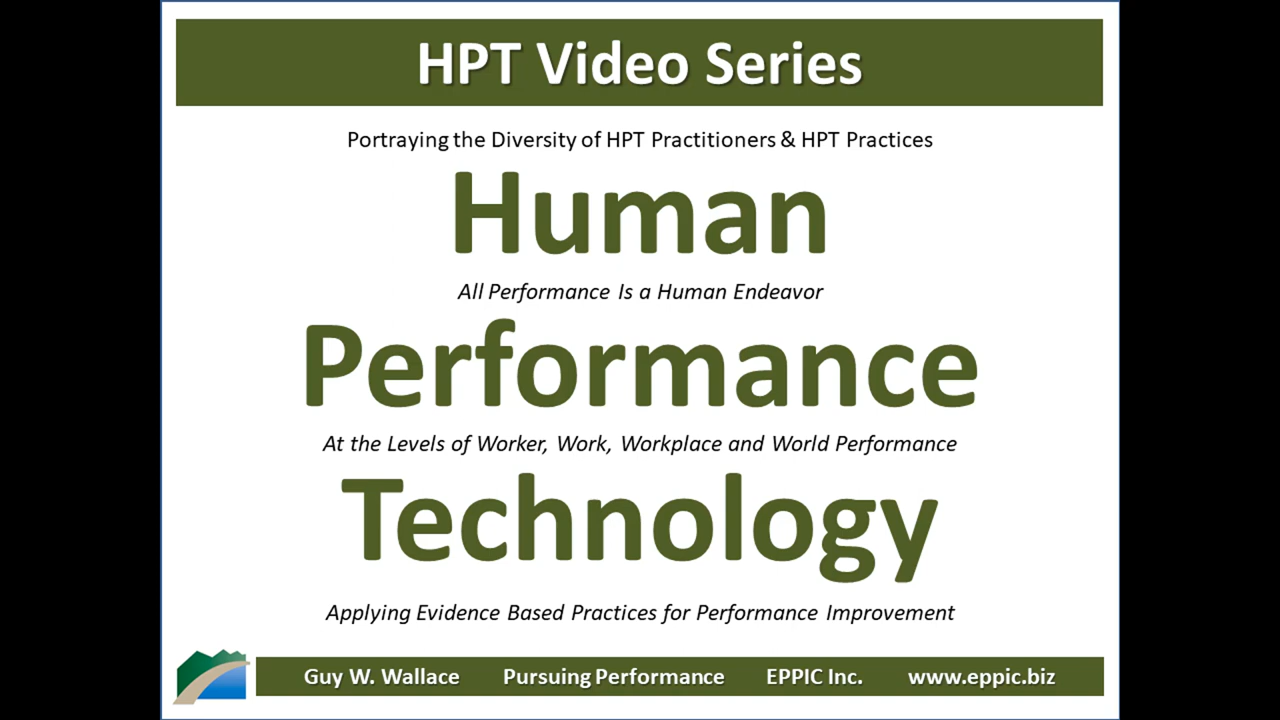 HPT Video Series
Portraying the Diversity of HPT Practitioners & HPT Practices
Human
All Performance Is a Human Endeavor
Performance
At the Levels of Worker, Work, Workplace and World Performance
Technology
Applying Evidence Based Practices for Performance Improvement
Guy W. Wallace Pursuing Performance EPPIC Inc. www.eppic.biz